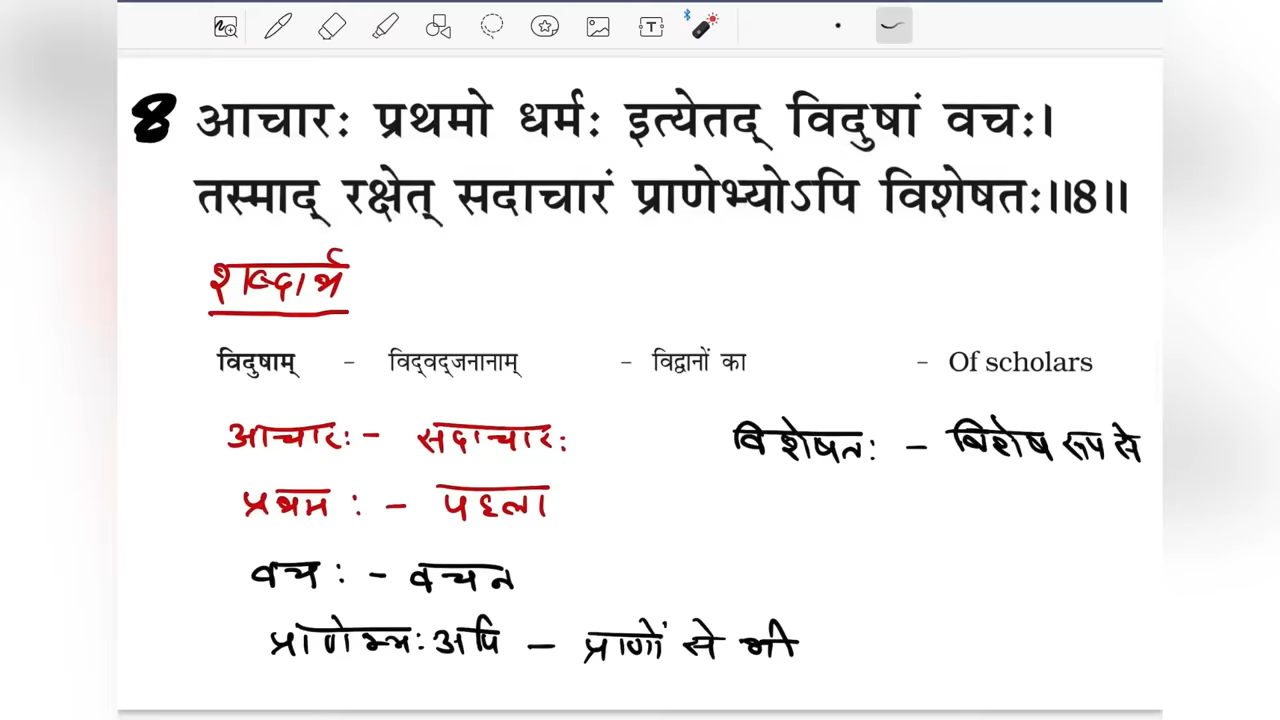 8 आचारः प्रथमो धर्मः इत्येतद् विदुषां वचः।
तस्माद् रक्षेत् सदाचारं प्राणेभ्योऽपि विशेषतः॥8॥
शब्दार्थ
विदुषाम् - विद्वद्जनानाम् - विद्वानों का - Of scholars
आचारः - सदाचारः
विशेषतः - विशेष रूप से
प्रथमः - पहला
वचः - वचन
प्राणेभ्यः अपि - प्राणों से भी